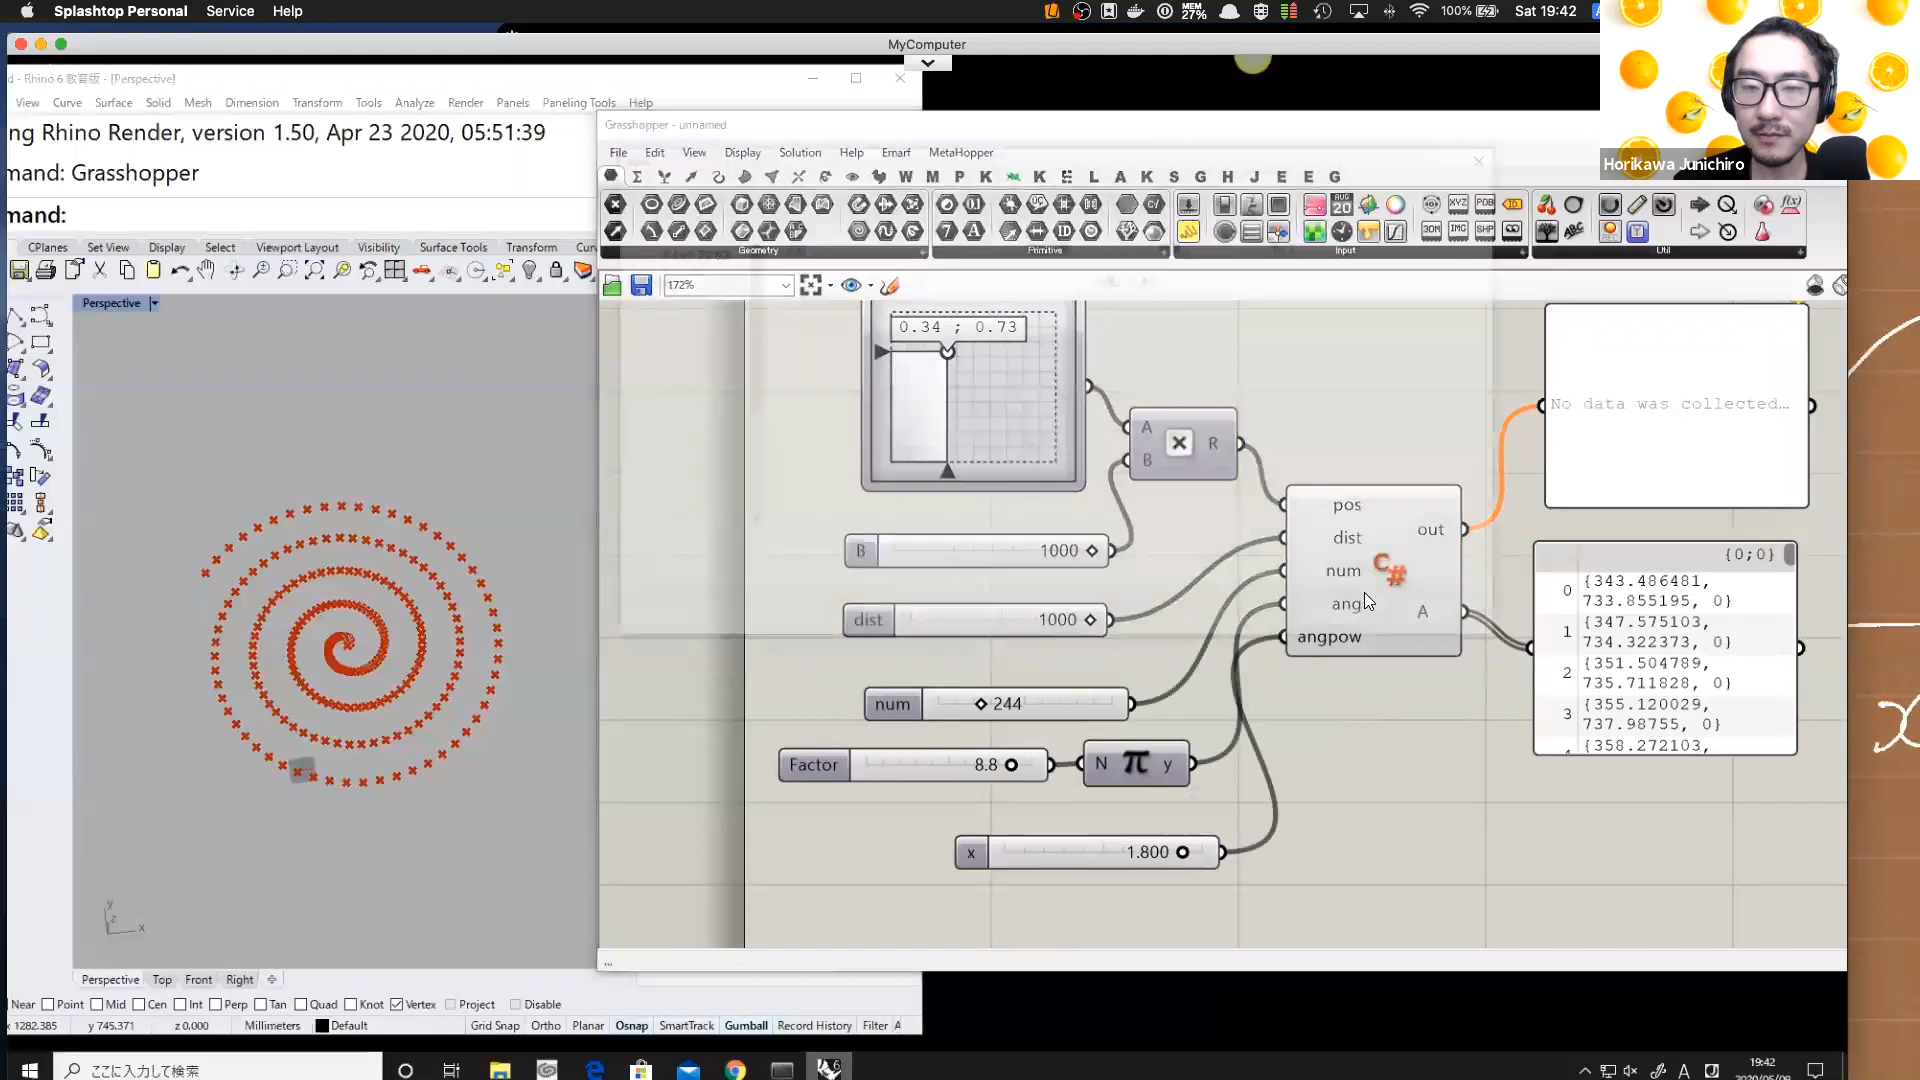 Splashtop Personal Service Help
MEM 27% 100% Sat 19:42
MyComputer
d - Rhino 6 教育版 - [Perspective]
View Curve Surface Solid Mesh Dimension Transform Tools Analyze Render Panels Paneling Tools Help
ng Rhino Render, version 1.50, Apr 23 2020, 05:51:39
mand: Grasshopper
mand:
CPlanes Set View Display Select Viewport Layout Visibility Surface Tools Transform Cur
Perspective
Horikawa Junichiro
Grasshopper - unnamed
File Edit View Display Solution Help Emarf MetaHopper
W M P K K L A K S G H J E E G
Geometry Primitive Input Util
172%
0.34 ; 0.73
A
B
R
B 1000
dist 1000
num 244
Factor 8.8
N π y
x 1.800
pos
dist
num
ang
angpow
C#
out
A
No data was collected…
{0;0}
0 {343.486481, 733.855195, 0}
1 {347.575103, 734.322373, 0}
2 {351.504789, 735.711828, 0}
3 {355.120029, 737.98755, 0}
{358.272103,
y
z
x
x
Perspective Top Front Right
Near Point Mid Cen Int Perp Tan Quad Knot Vertex Project Disable
x 1282.385 y 745.371 z 0.000 Millimeters Default Grid Snap Ortho Planar Osnap SmartTrack Gumball Record History Filter A
ここに入力して検索
A
19:42
2020/05/09